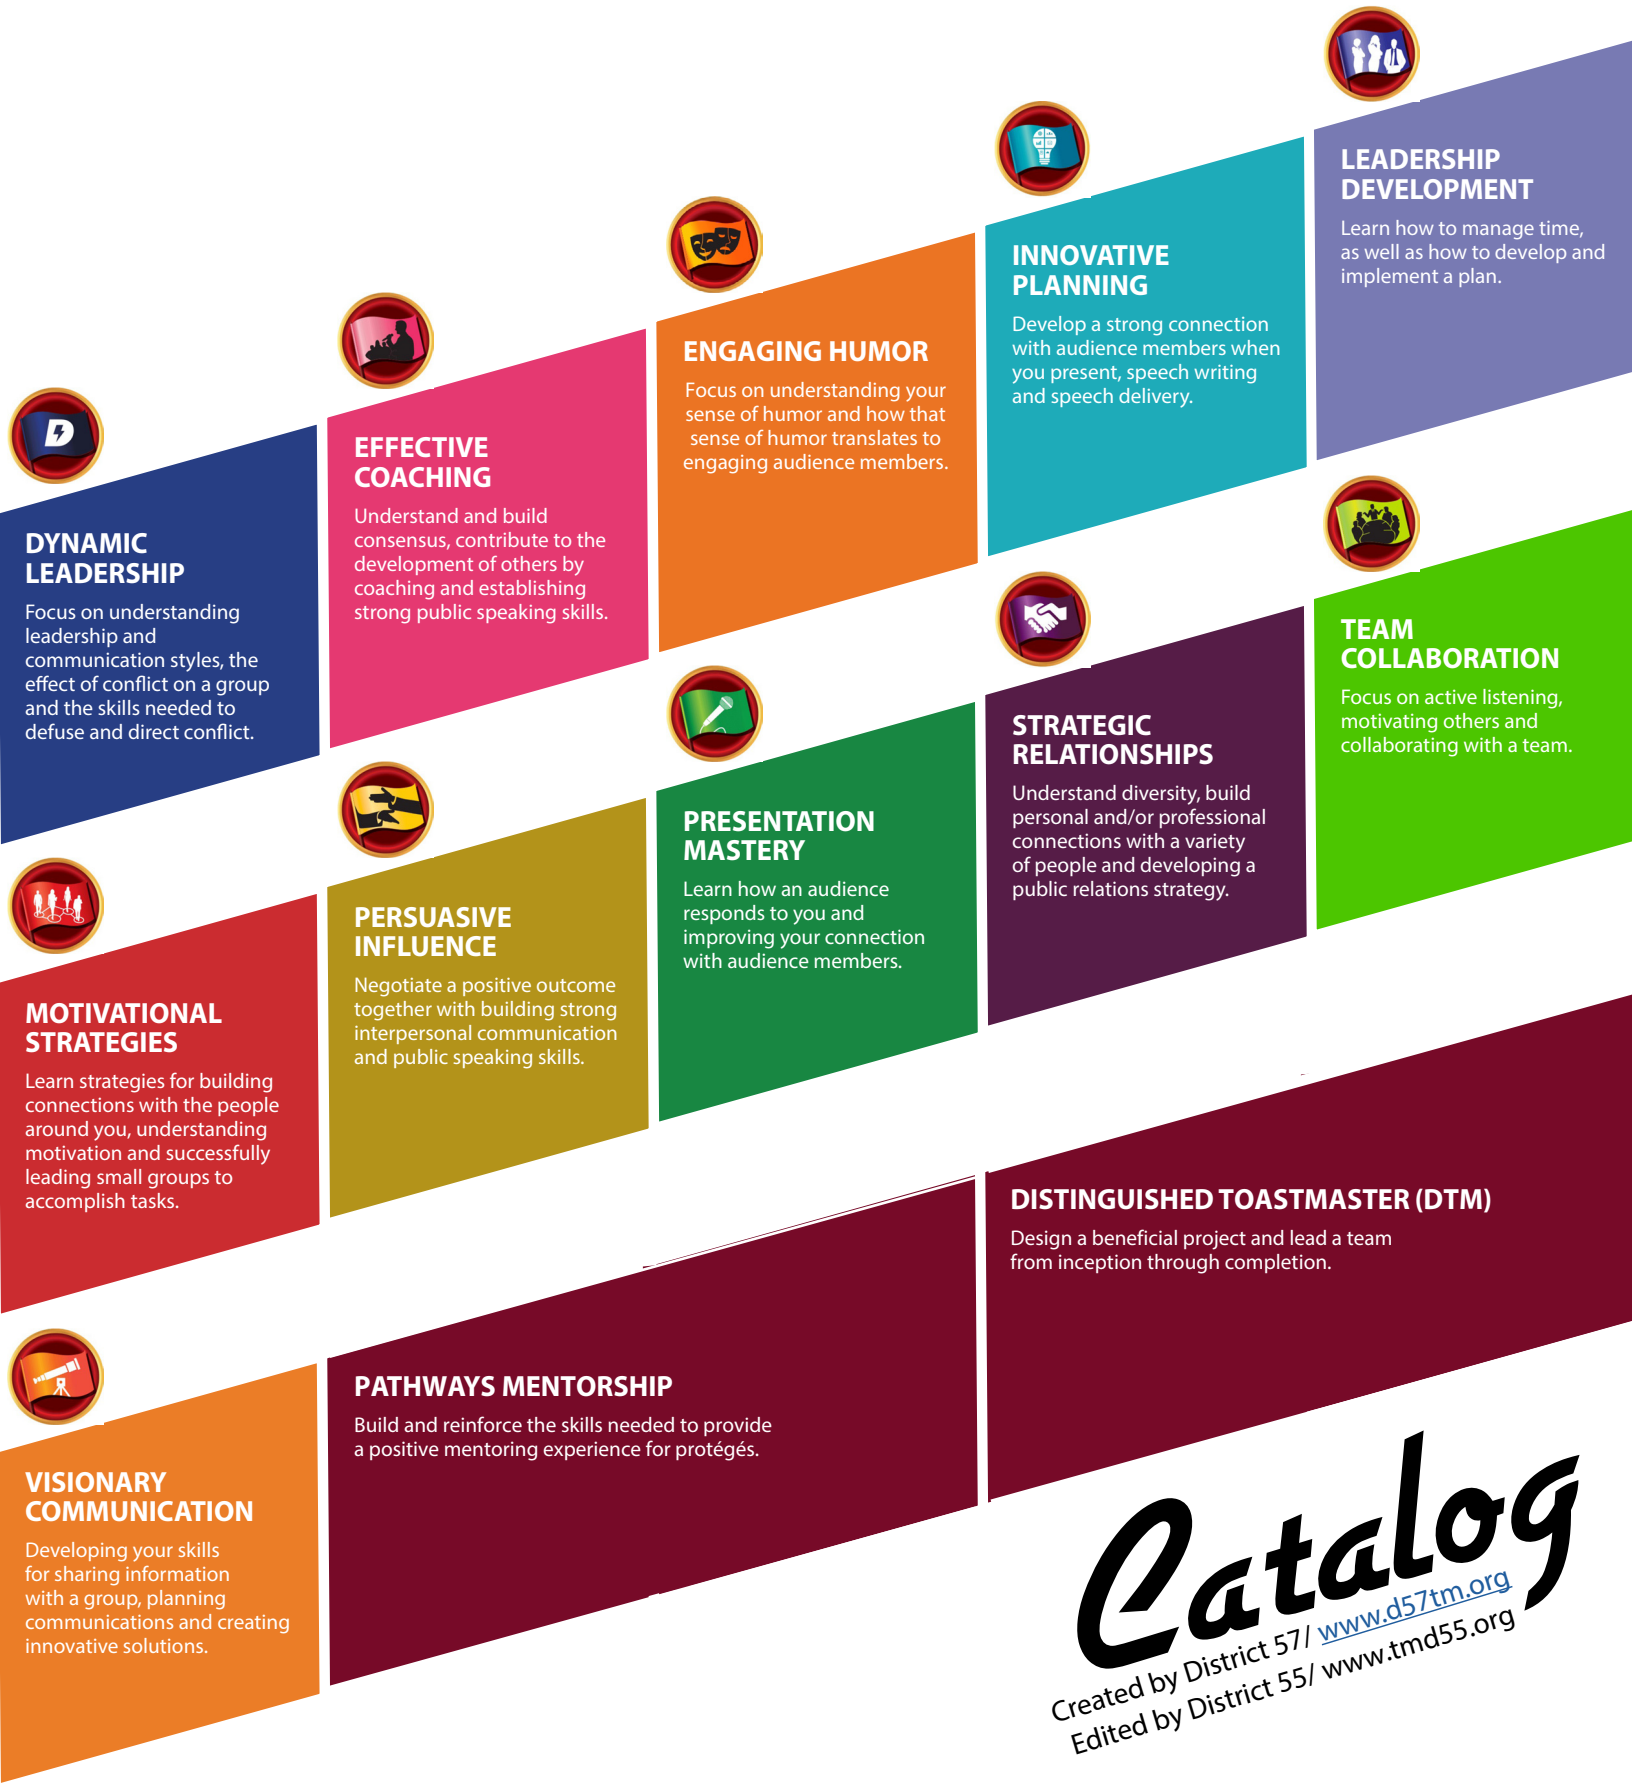 DYNAMIC
LEADERSHIP
Focus on understanding
leadership and
communication styles, the
effect of conflict on a group
and the skills needed to
defuse and direct conflict.
EFFECTIVE
COACHING
Understand and build
consensus, contribute to the
development of others by
coaching and establishing
strong public speaking skills.
ENGAGING HUMOR
Focus on understanding your
sense of humor and how that
sense of humor translates to
engaging audience members.
INNOVATIVE
PLANNING
Develop a strong connection
with audience members when
you present, speech writing
and speech delivery.
LEADERSHIP
DEVELOPMENT
Learn how to manage time,
as well as how to develop and
implement a plan.
MOTIVATIONAL
STRATEGIES
Learn strategies for building
connections with the people
around you, understanding
motivation and successfully
leading small groups to
accomplish tasks.
PERSUASIVE
INFLUENCE
Negotiate a positive outcome
together with building strong
interpersonal communication
and public speaking skills.
PRESENTATION
MASTERY
Learn how an audience
responds to you and
improving your connection
with audience members.
STRATEGIC
RELATIONSHIPS
Understand diversity, build
personal and/or professional
connections with a variety
of people and developing a
public relations strategy.
TEAM
COLLABORATION
Focus on active listening,
motivating others and
collaborating with a team.
VISIONARY
COMMUNICATION
Developing your skills
for sharing information
with a group, planning
communications and creating
innovative solutions.
PATHWAYS MENTORSHIP
Build and reinforce the skills needed to provide
a positive mentoring experience for protégés.
DISTINGUISHED TOASTMASTER (DTM)
Design a beneficial project and lead a team
from inception through completion.
Catalog
Created by District 57/ www.d57tm.org
Edited by District 55/ www.tmd55.org